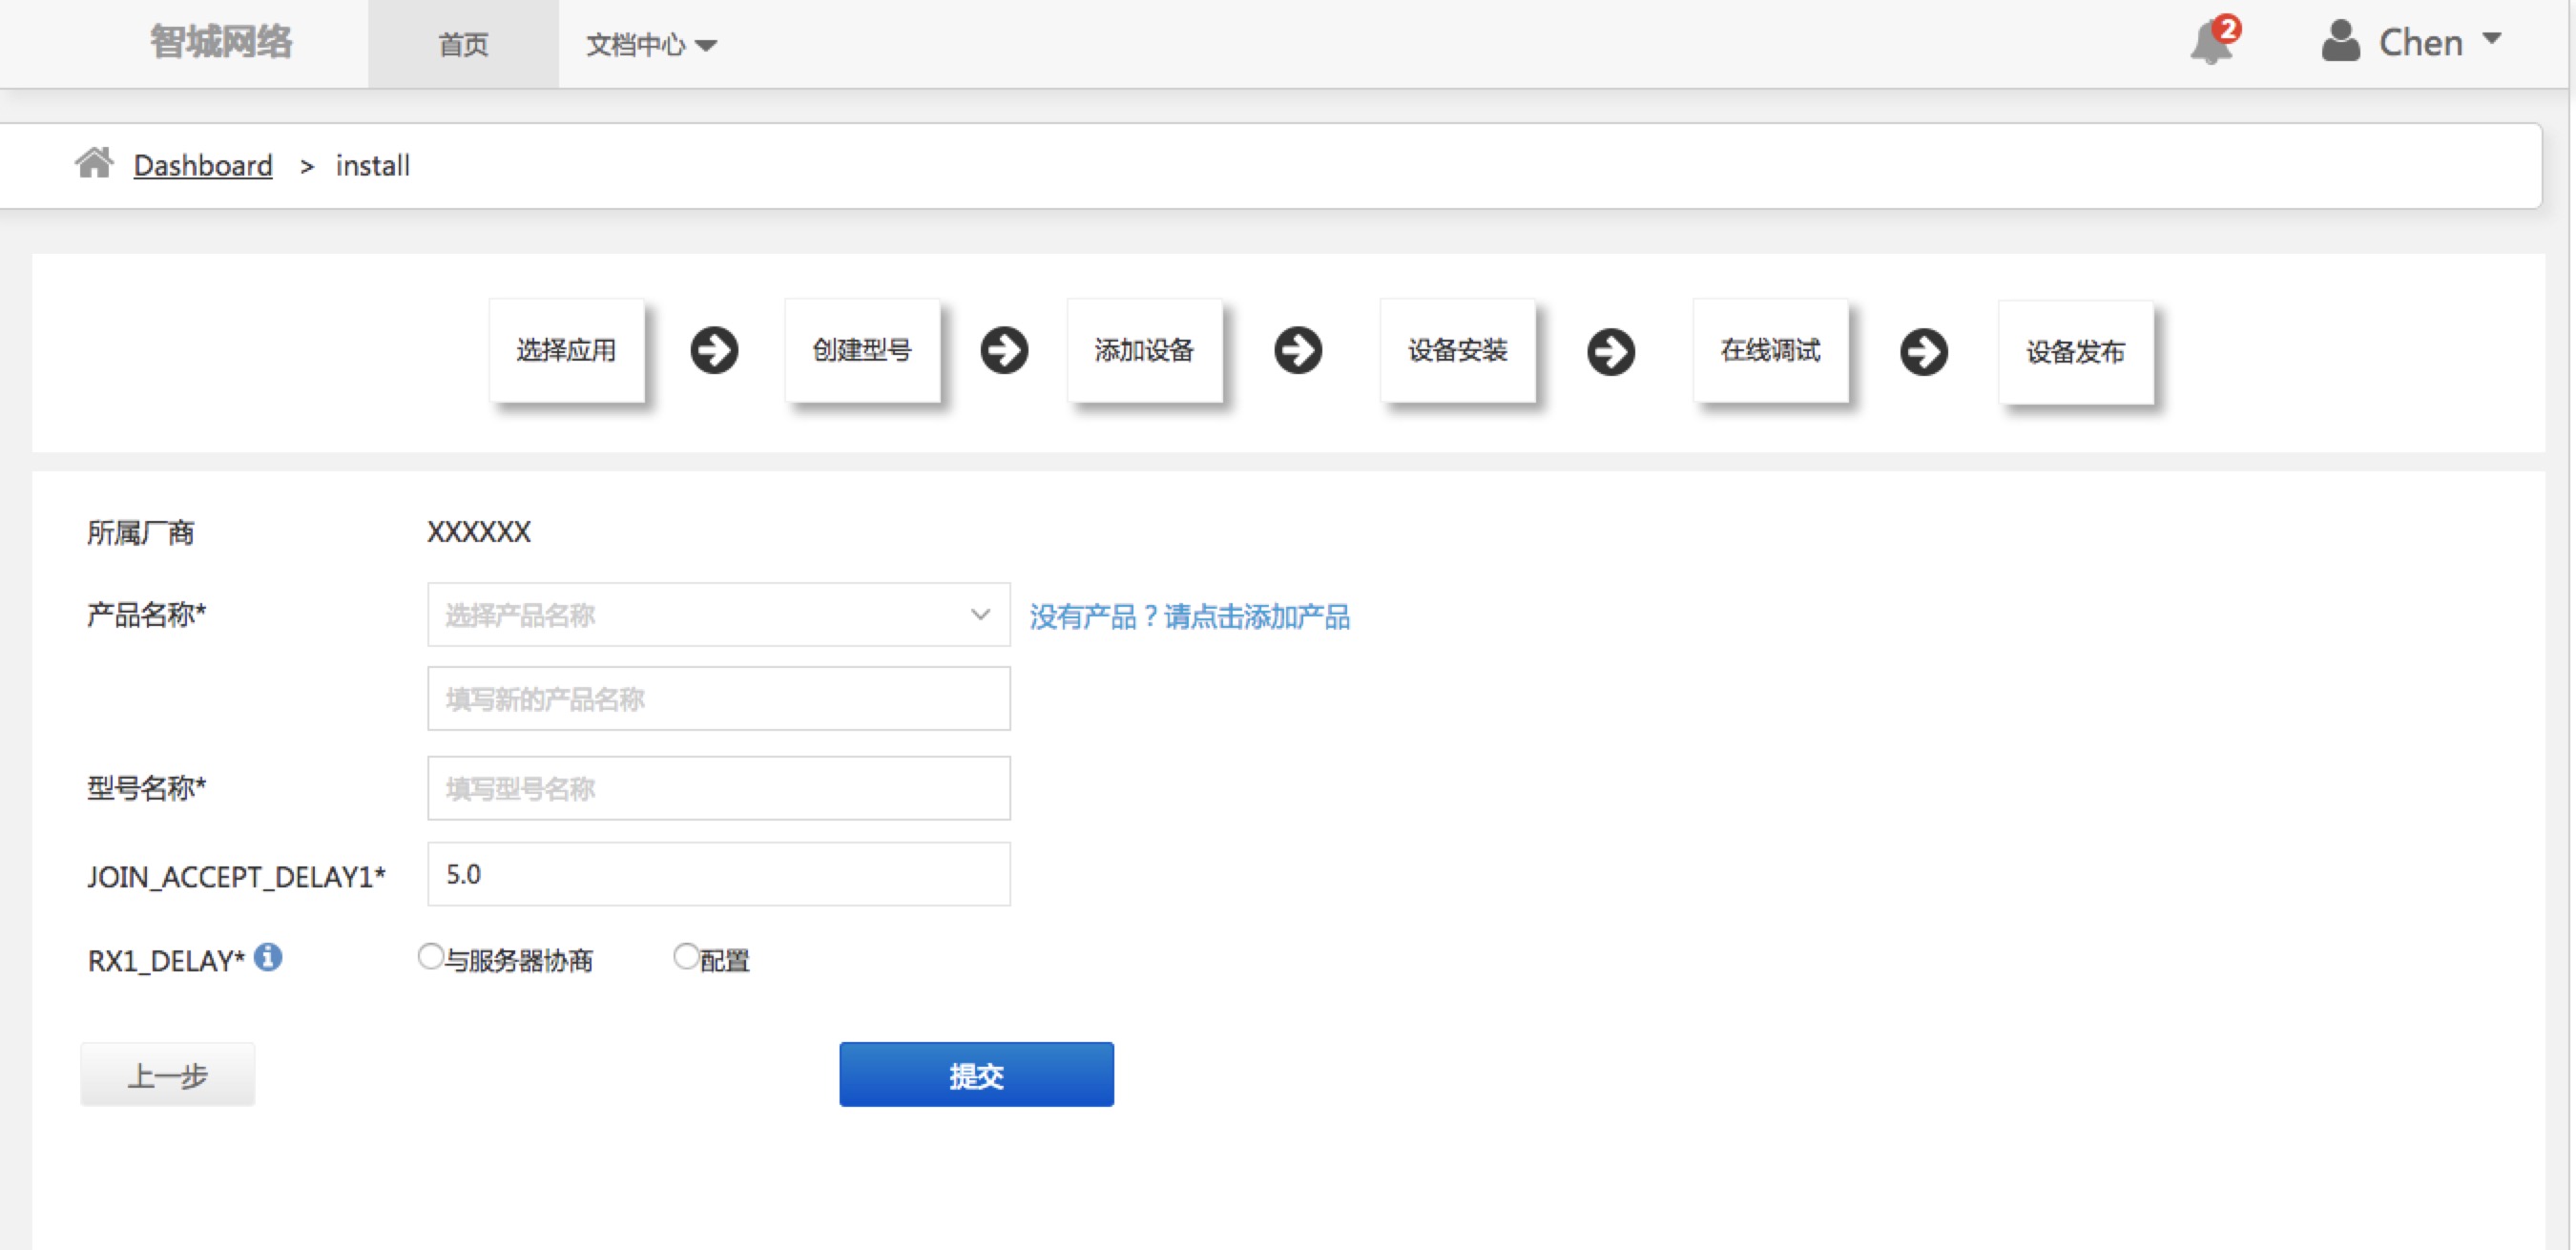 智城网络 首页 文档中心 2 Chen
Dashboard > install
选择应用 创建型号 添加设备 设备安装 在线调试 设备发布
所属厂商 XXXXXX
产品名称* 选择产品名称 没有产品？请点击添加产品
填写新的产品名称
型号名称* 填写型号名称
JOIN_ACCEPT_DELAY1* 5.0
RX1_DELAY* 与服务器协商 配置
上一步 提交